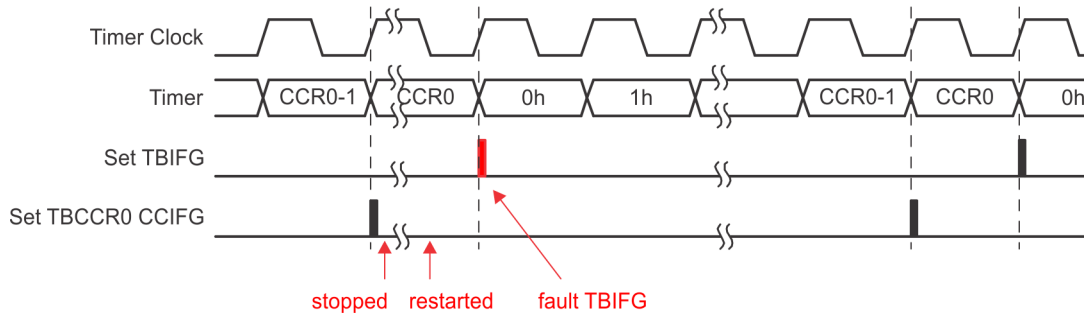 Timer Clock
Timer CCR0-1 CCR0 0h 1h CCR0-1 CCR0 0h
Set TBIFG
Set TBCCR0 CCIFG
stopped restarted fault TBIFG